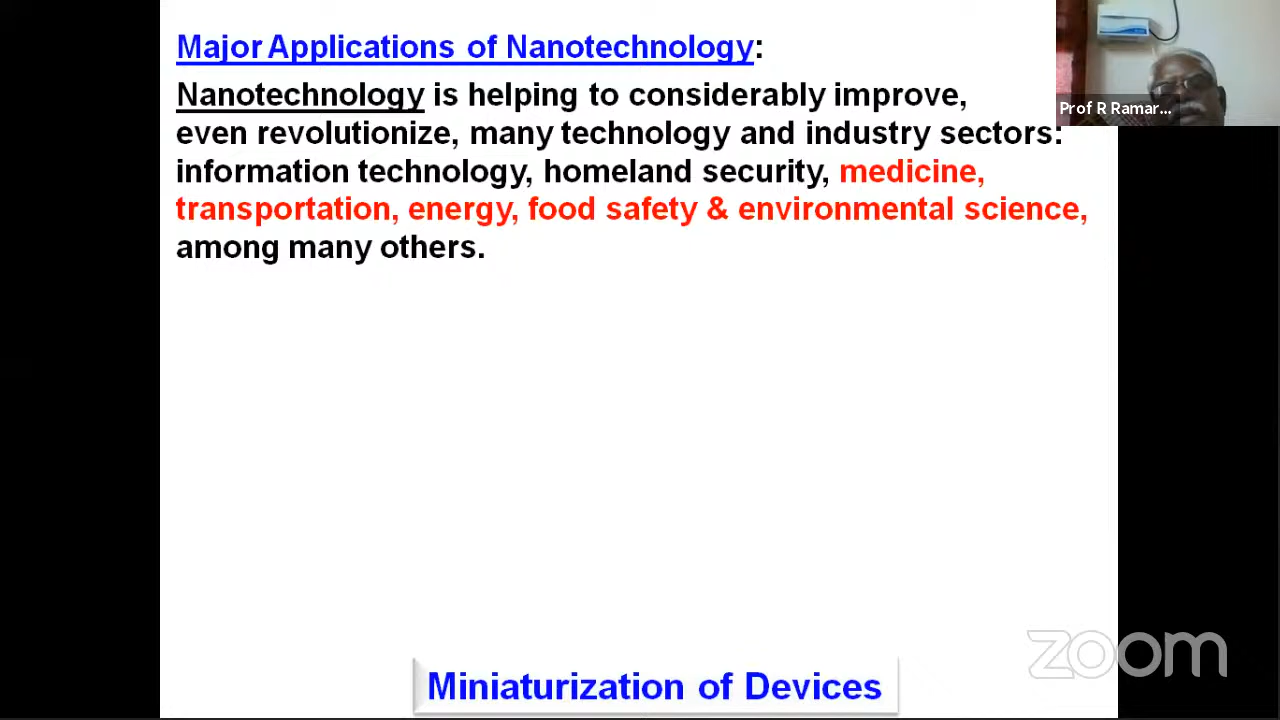 Major Applications of Nanotechnology:
Nanotechnology is helping to considerably improve,
even revolutionize, many technology and industry sectors:
information technology, homeland security, medicine,
transportation, energy, food safety & environmental science,
among many others.
Prof R Ramar...
zoom
Miniaturization of Devices